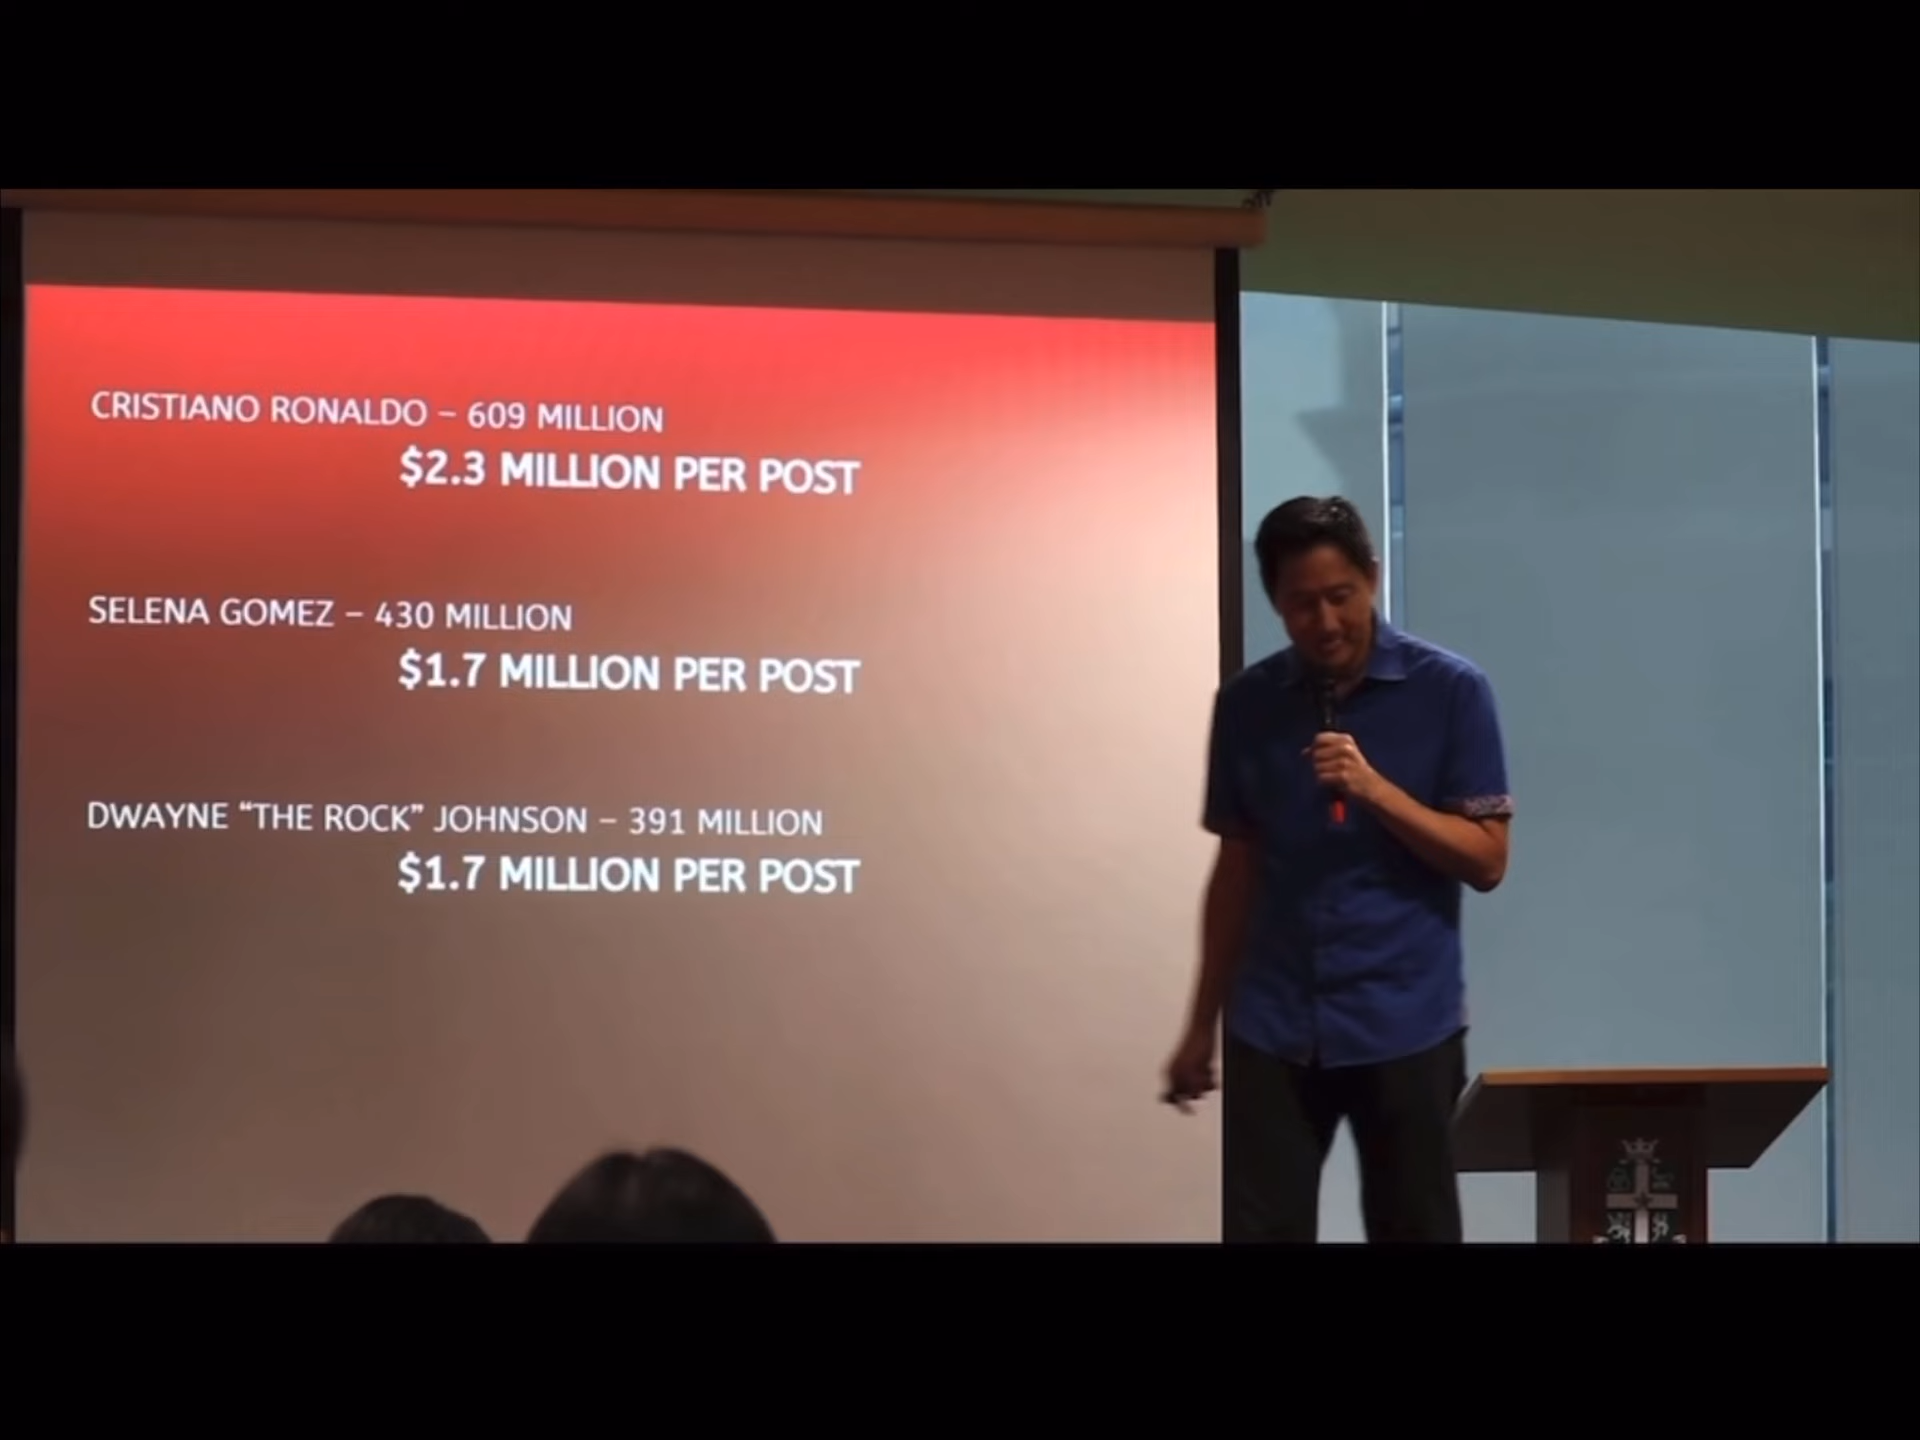 CRISTIANO RONALDO – 609 MILLION
$2.3 MILLION PER POST
SELENA GOMEZ – 430 MILLION
$1.7 MILLION PER POST
DWAYNE “THE ROCK” JOHNSON – 391 MILLION
$1.7 MILLION PER POST